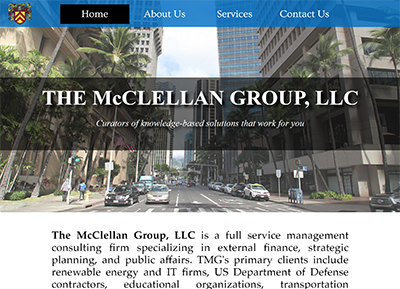 Home About Us Services Contact Us
THE McCLELLAN GROUP, LLC
Curators of knowledge-based solutions that work for you
The McClellan Group, LLC is a full service management
consulting firm specializing in external finance, strategic
planning, and public affairs. TMG's primary clients include
renewable energy and IT firms, US Department of Defense
contractors, educational organizations, transportation